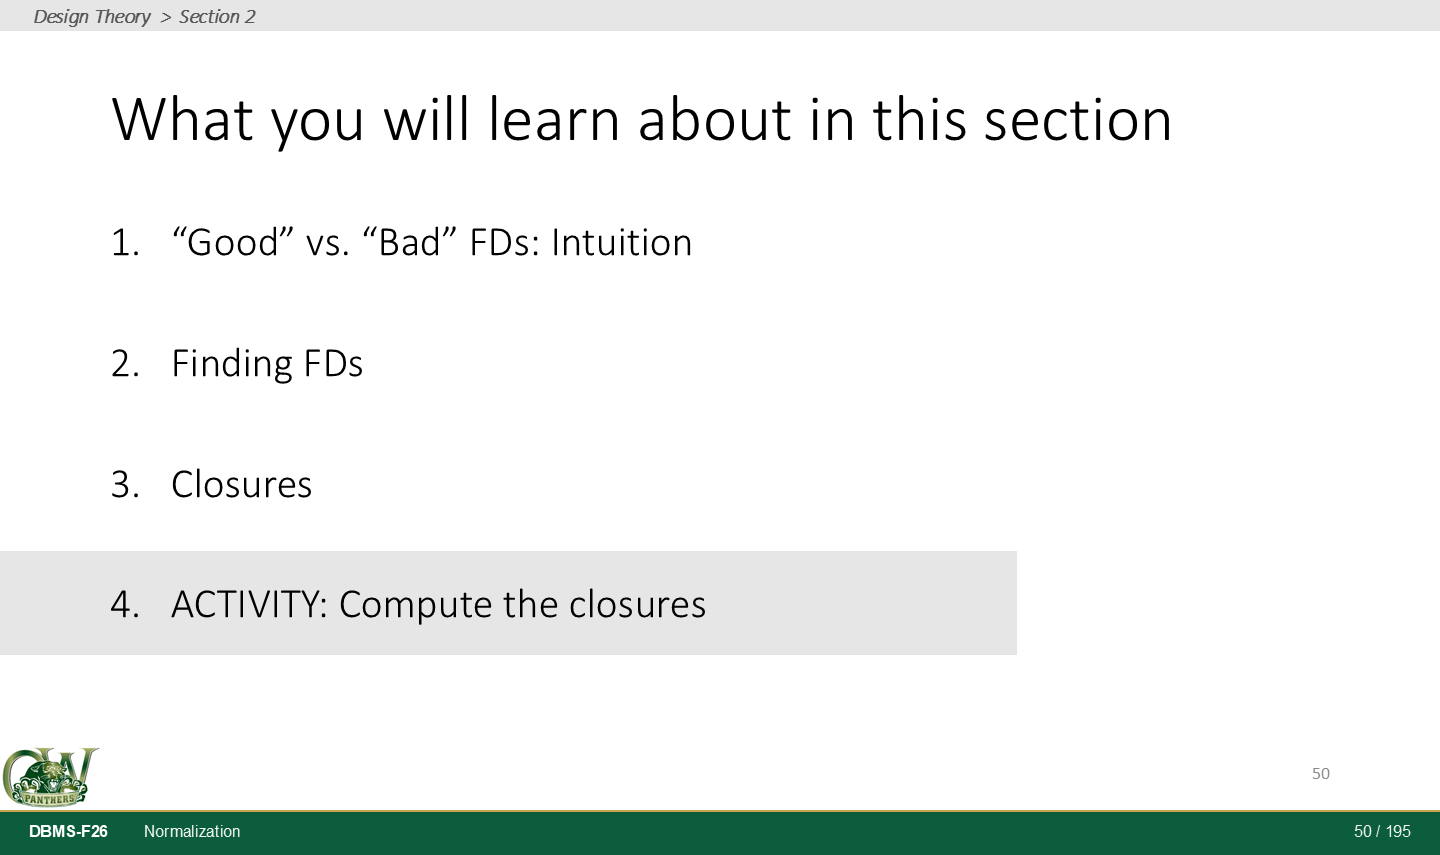 Design Theory > Section 2
What you will learn about in this section
1. “Good” vs. “Bad” FDs: Intuition
2. Finding FDs
3. Closures
4. ACTIVITY: Compute the closures
OW
PANTHERS
50
DBMS-F26 Normalization 50 / 195